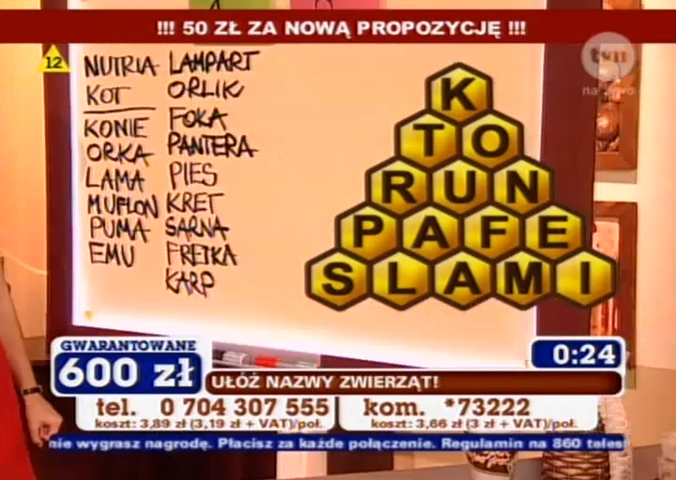 !!! 50 ZŁ ZA NOWĄ PROPOZYCJĘ !!!
12
tvn
na żywo
NUTRIA LAMPART
KOT ORLIK
KONIE FOKA
ORKA PANTERA
LAMA PIES
MUFLON KRET
PUMA SARNA
EMU FRETKA
KARP
K
T O
R U N
P A F E
S L A M I
GWARANTOWANE
600 zł
0:24
UŁÓŻ NAZWY ZWIERZĄT!
tel. 0 704 307 555
koszt: 3,89 zł (3,19 zł + VAT)/poł.
kom. *73222
koszt: 3,66 zł (3 zł + VAT)/poł.
nie wygrasz nagrodę. Płacisz za każde połączenie. Regulamin na 860 teles